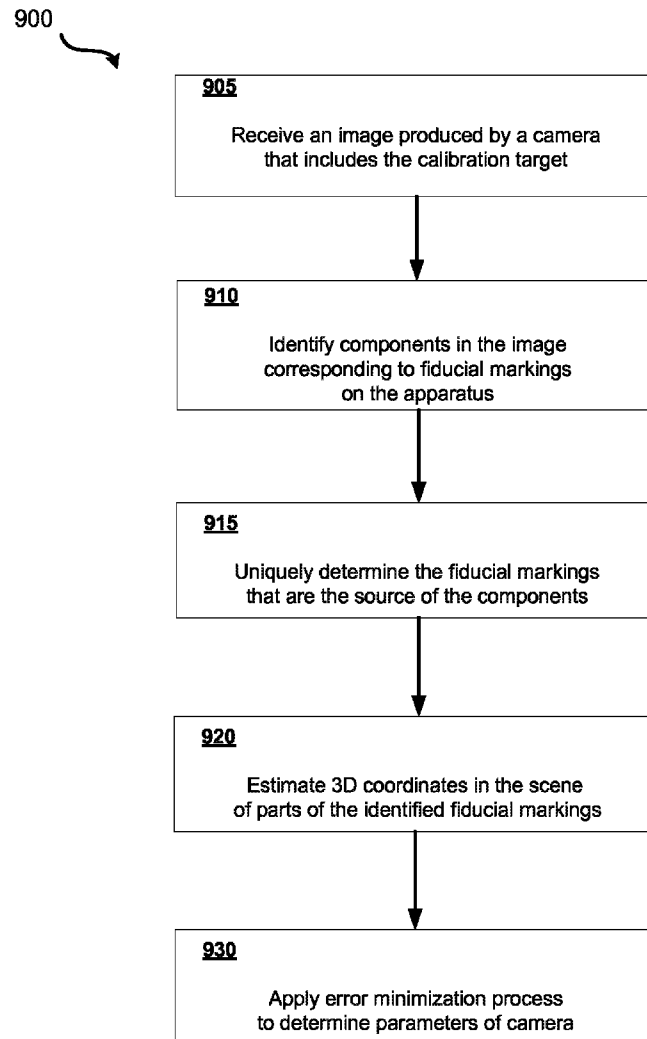 900
905
Receive an image produced by a camera
that includes the calibration target
910
Identify components in the image
corresponding to fiducial markings
on the apparatus
915
Uniquely determine the fiducial markings
that are the source of the components
920
Estimate 3D coordinates in the scene
of parts of the identified fiducial markings
930
Apply error minimization process
to determine parameters of camera